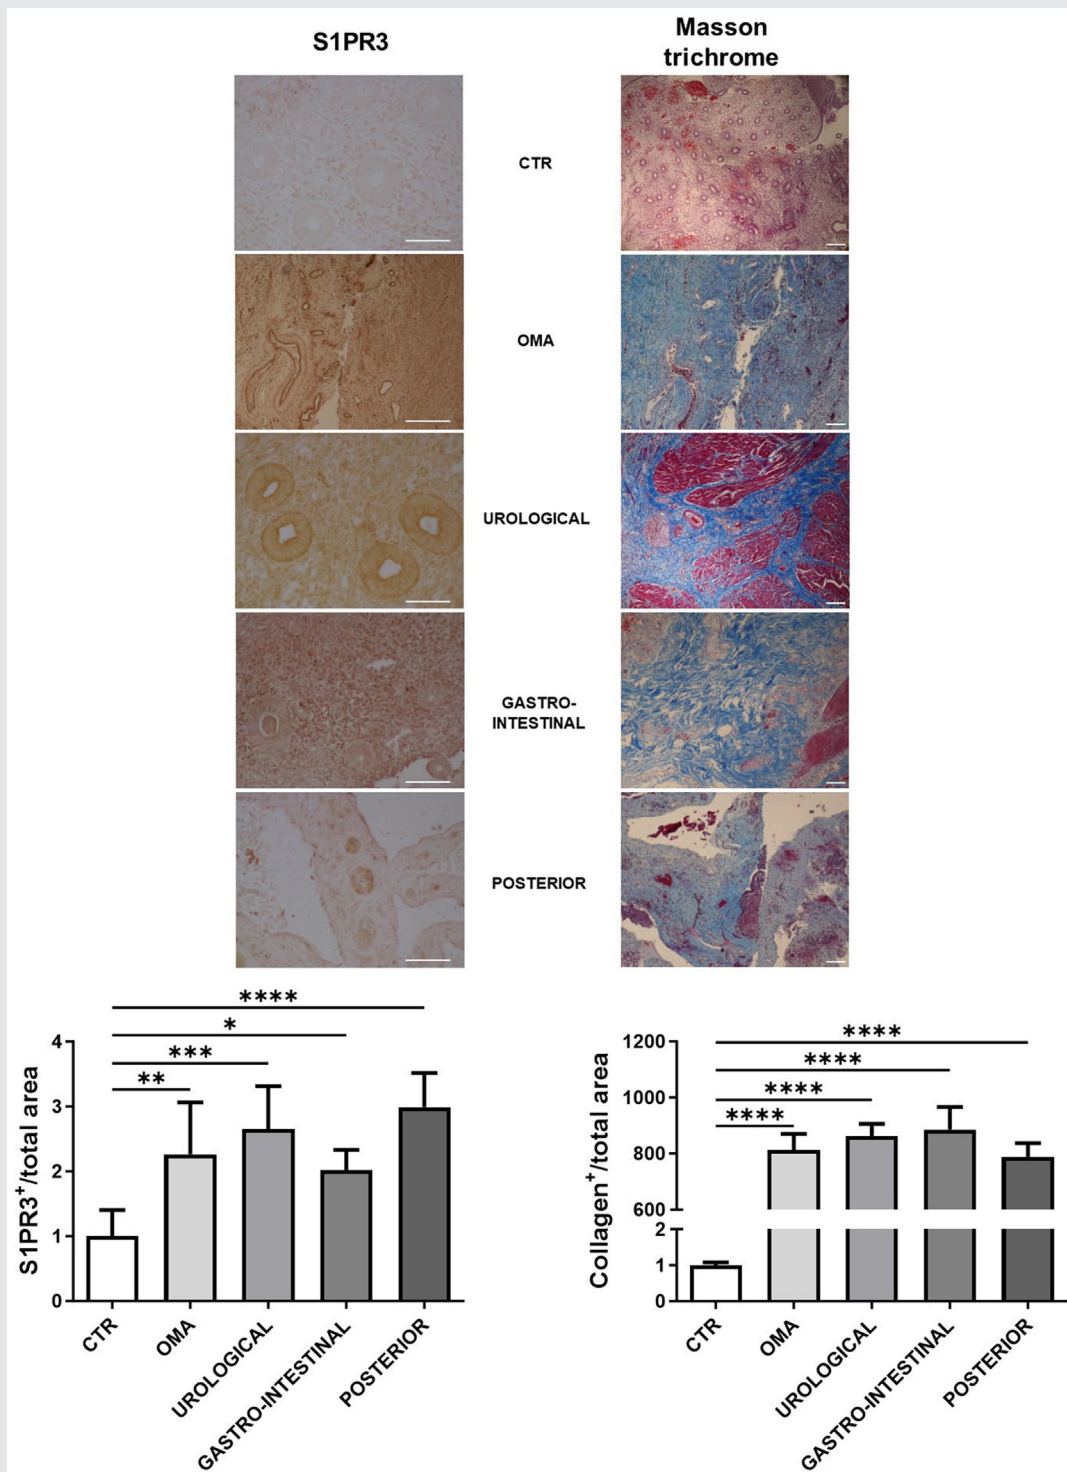 S1PR3
Masson
trichrome
CTR
OMA
UROLOGICAL
GASTRO-
INTESTINAL
POSTERIOR
****
*
***
**
S1PR3⁺/total area
4
3
2
1
0
CTR
OMA
UROLOGICAL
GASTRO-INTESTINAL
POSTERIOR
****
****
****
****
Collagen⁺/total area
1200
1000
800
600
2
1
0
CTR
OMA
UROLOGICAL
GASTRO-INTESTINAL
POSTERIOR